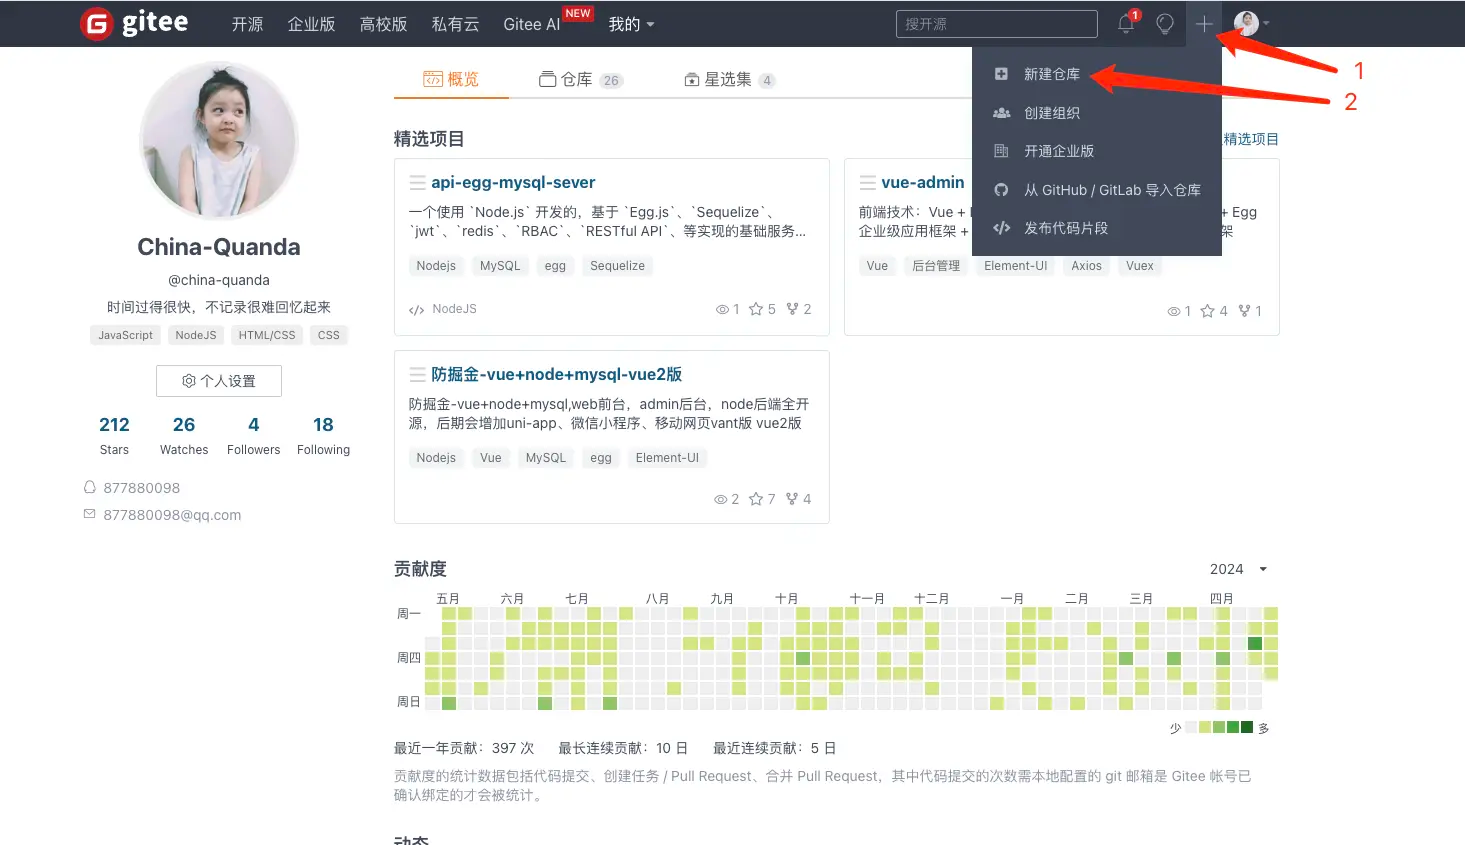 gitee 开源 企业版 高校版 私有云 Gitee AI NEW 我的 搜开源 1
1
2
新建仓库
创建组织
开通企业版
从 GitHub / GitLab 导入仓库
发布代码片段
China-Quanda
@china-quanda
时间过得很快，不记录很难回忆起来
JavaScript NodeJS HTML/CSS CSS
个人设置
212 26 4 18
Stars Watches Followers Following
877880098
877880098@qq.com
概览 仓库 26 星选集 4
精选项目 精选项目
api-egg-mysql-sever
一个使用 `Node.js` 开发的，基于 `Egg.js`、`Sequelize`、
`jwt`、`redis`、`RBAC`、`RESTful API`、等实现的基础服务...
Nodejs MySQL egg Sequelize
NodeJS 1 5 2
vue-admin
前端技术：Vue + + Egg
企业级应用框架 + 架
Vue 后台管理 Element-UI Axios Vuex
1 4 1
防掘金-vue+node+mysql-vue2版
防掘金-vue+node+mysql,web前台，admin后台，node后端全开
源，后期会增加uni-app、微信小程序、移动网页vant版 vue2版
Nodejs Vue MySQL egg Element-UI
2 7 4
贡献度 2024
五月 六月 七月 八月 九月 十月 十一月 十二月 一月 二月 三月 四月
周一
周四
周日
少 多
最近一年贡献：397 次 最长连续贡献：10 日 最近连续贡献：5 日
贡献度的统计数据包括代码提交、创建任务 / Pull Request、合并 Pull Request，其中代码提交的次数需本地配置的 git 邮箱是 Gitee 帐号已
确认绑定的才会被统计。
动态